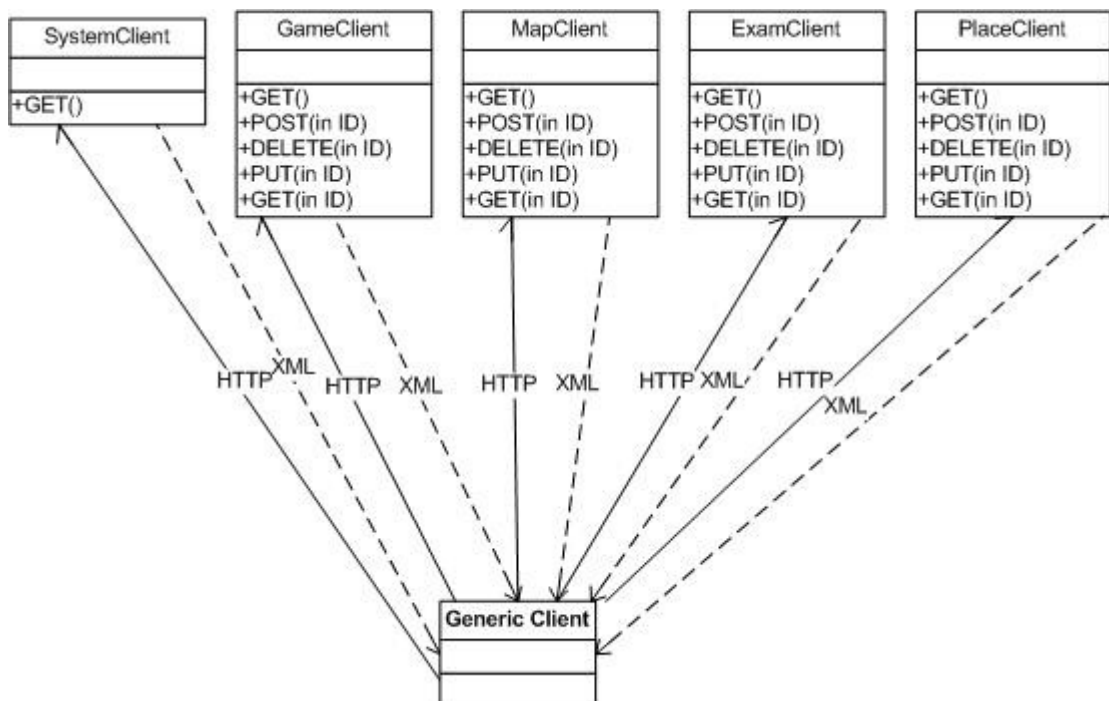 SystemClient
+GET()
GameClient
+GET()
+POST(in ID)
+DELETE(in ID)
+PUT(in ID)
+GET(in ID)
MapClient
+GET()
+POST(in ID)
+DELETE(in ID)
+PUT(in ID)
+GET(in ID)
ExamClient
+GET()
+POST(in ID)
+DELETE(in ID)
+PUT(in ID)
+GET(in ID)
PlaceClient
+GET()
+POST(in ID)
+DELETE(in ID)
+PUT(in ID)
+GET(in ID)
HTTP
XML
HTTP
XML
HTTP
XML
HTTP
XML
HTTP
XML
Generic Client